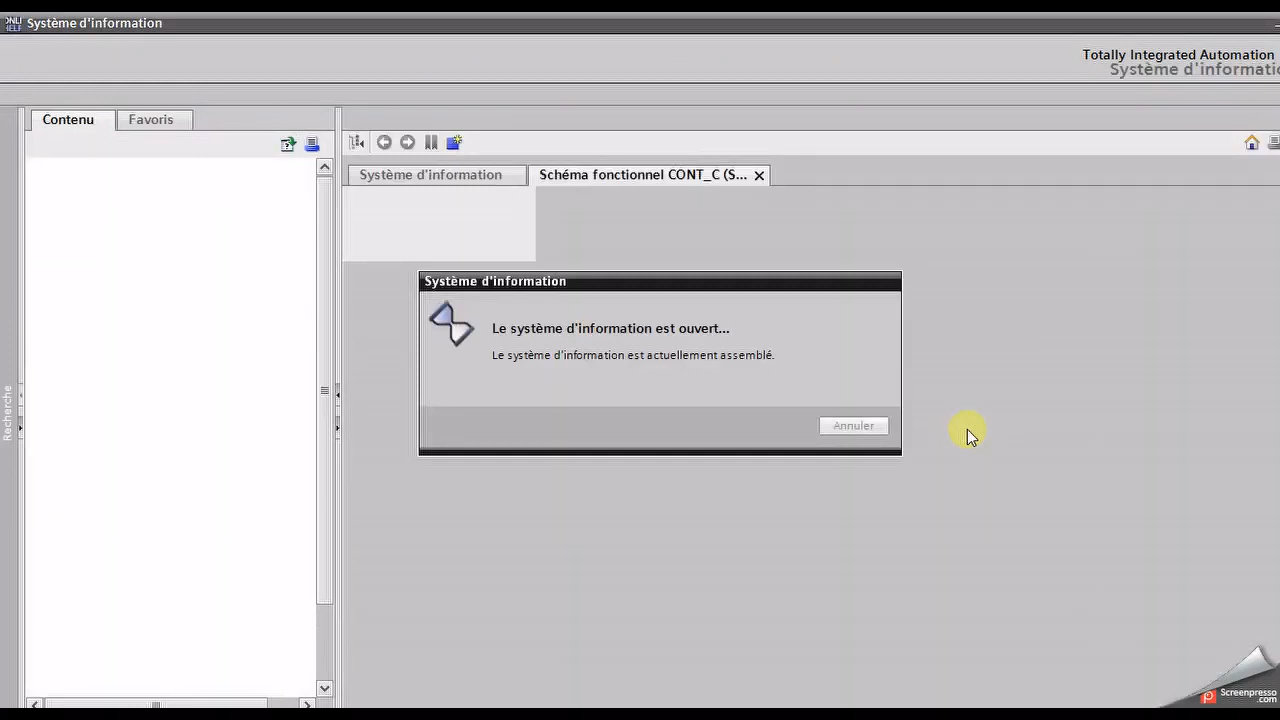 Système d'information
Totally Integrated Automation
Système d'informatio
Contenu
Favoris
Système d'information
Schéma fonctionnel CONT_C (S...
Recherche
Système d'information
Le système d'information est ouvert...
Le système d'information est actuellement assemblé.
Annuler
Screenpresso
.com